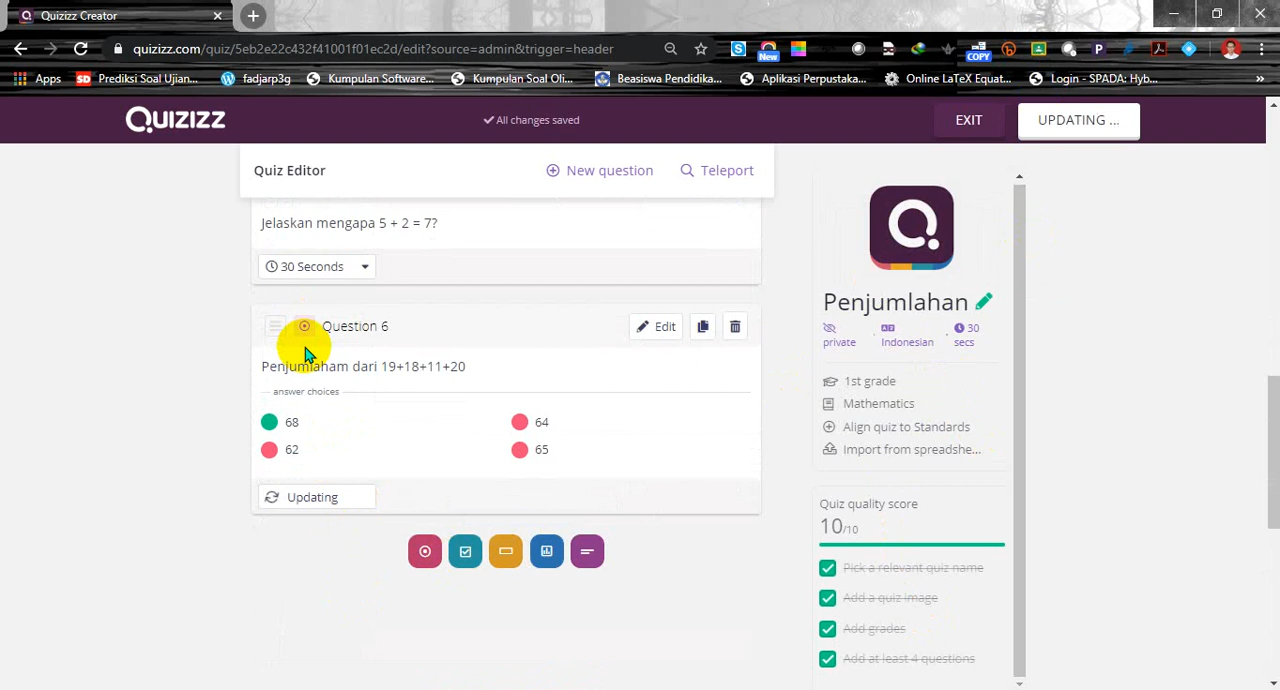 Quizizz Creator
quizizz.com/quiz/5eb2e22c432f41001f01ec2d/edit?source=admin&trigger=header
New
COPY
Apps
Prediksi Soal Ujian...
fadjarp3g
Kumpulan Software...
Kumpulan Soal Oli...
Beasiswa Pendidika...
Aplikasi Perpustaka...
Online LaTeX Equat...
Login - SPADA: Hyb...
QUIZIZZ
All changes saved
EXIT
UPDATING ...
Quiz Editor
New question
Teleport
Jelaskan mengapa 5 + 2 = 7?
30 Seconds
Question 6
Edit
Penjumlaham dari 19+18+11+20
answer choices
68
64
62
65
Updating
Penjumlahan
private
Indonesian
30 secs
1st grade
Mathematics
Align quiz to Standards
Import from spreadshe...
Quiz quality score
10/10
Pick a relevant quiz name
Add a quiz image
Add grades
Add at least 4 questions